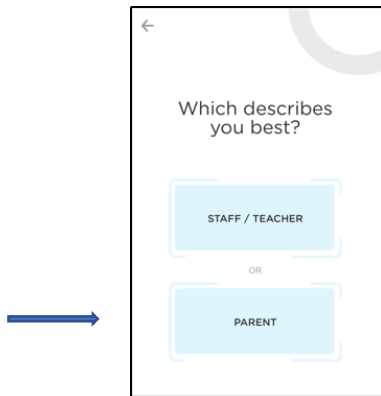 Which describes
you best?
STAFF / TEACHER
OR
PARENT